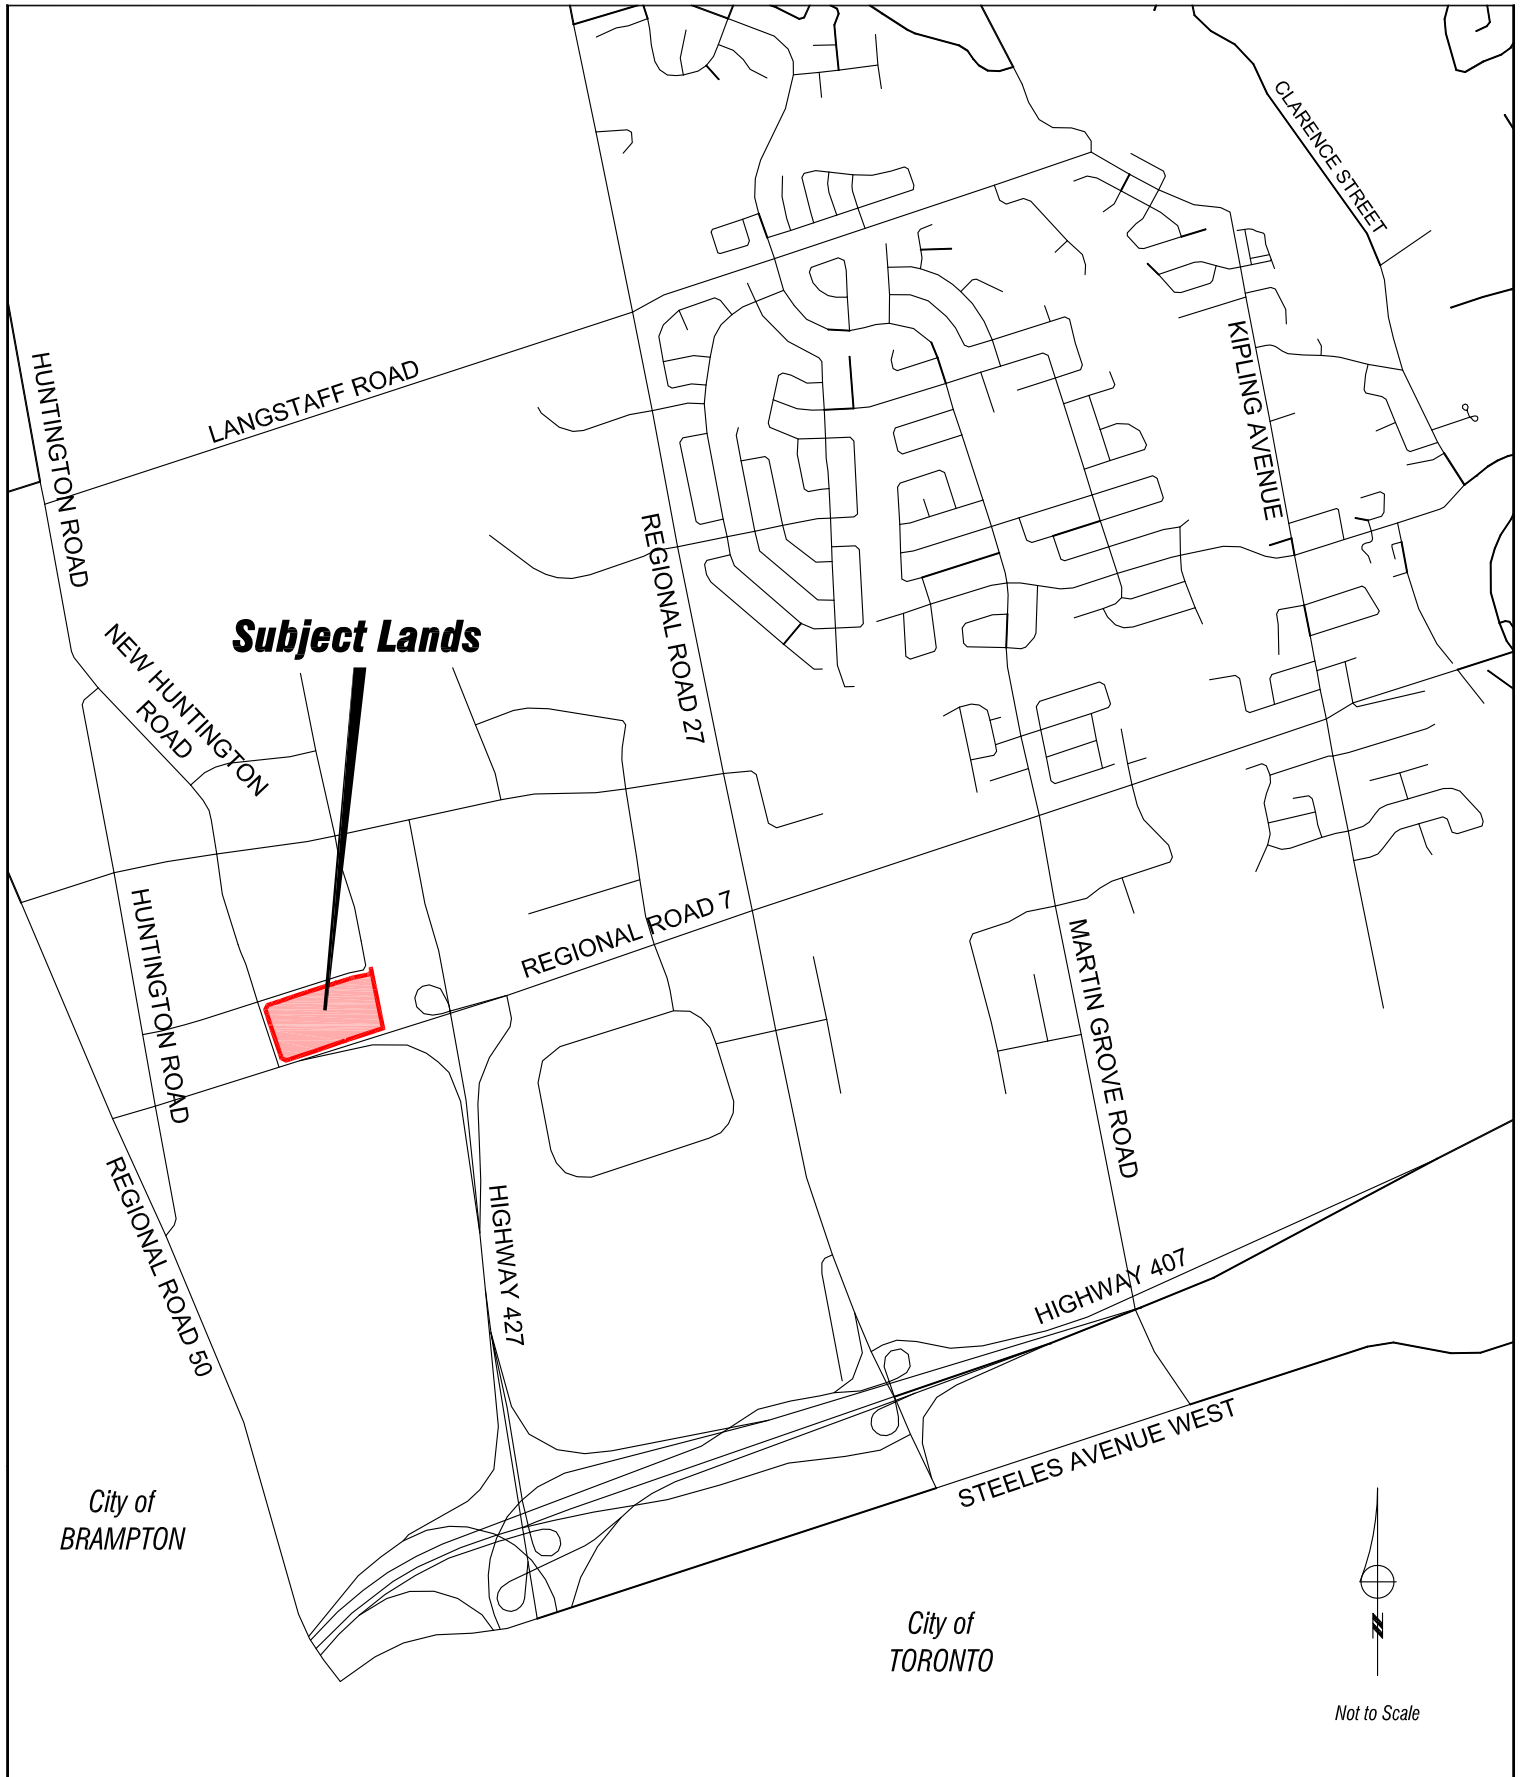 CLARENCE STREET
KIPLING AVENUE
HUNTINGTON ROAD
LANGSTAFF ROAD
REGIONAL ROAD 27
NEW HUNTINGTON
ROAD
Subject Lands
HUNTINGTON ROAD
REGIONAL ROAD 7
MARTIN GROVE ROAD
REGIONAL ROAD 50
HIGHWAY 427
HIGHWAY 407
STEELES AVENUE WEST
City of
BRAMPTON
City of
TORONTO
N
Not to Scale